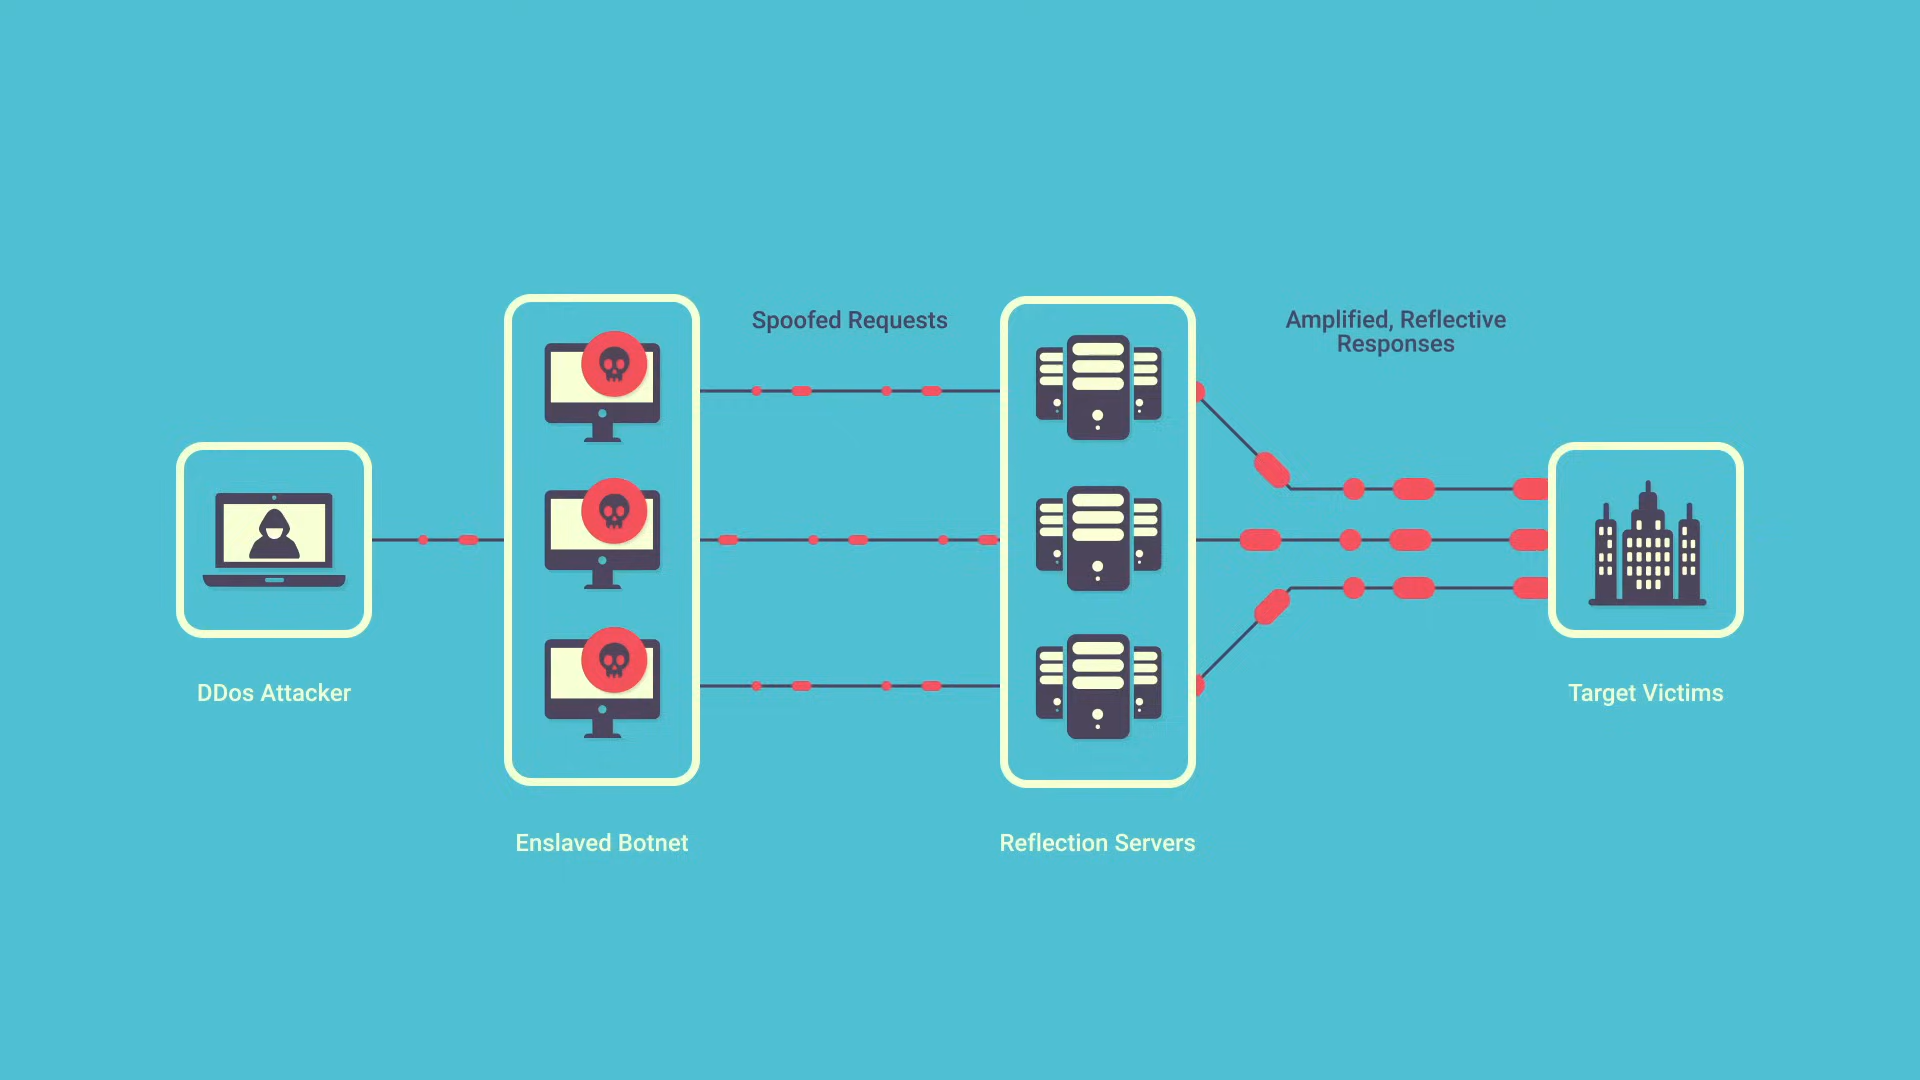 Spoofed Requests
Amplified, Reflective
Responses
DDos Attacker
Target Victims
Enslaved Botnet
Reflection Servers